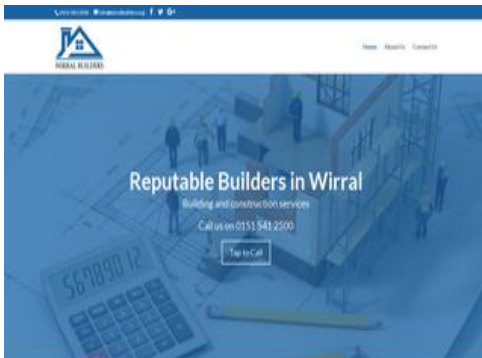 WIRRAL BUILDERS
Home About Us Contact Us
Reputable Builders in Wirral
Building and construction services
Call us on 0151 541 2500
Tap to Call